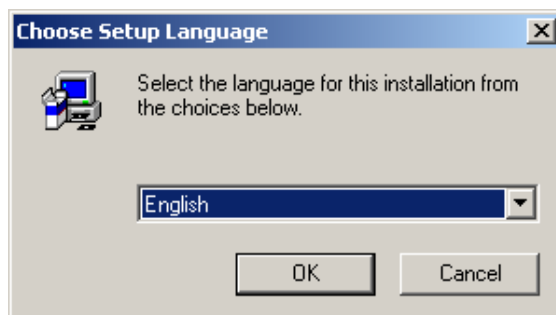 Choose Setup Language
Select the language for this installation from
the choices below.
English
OK
Cancel